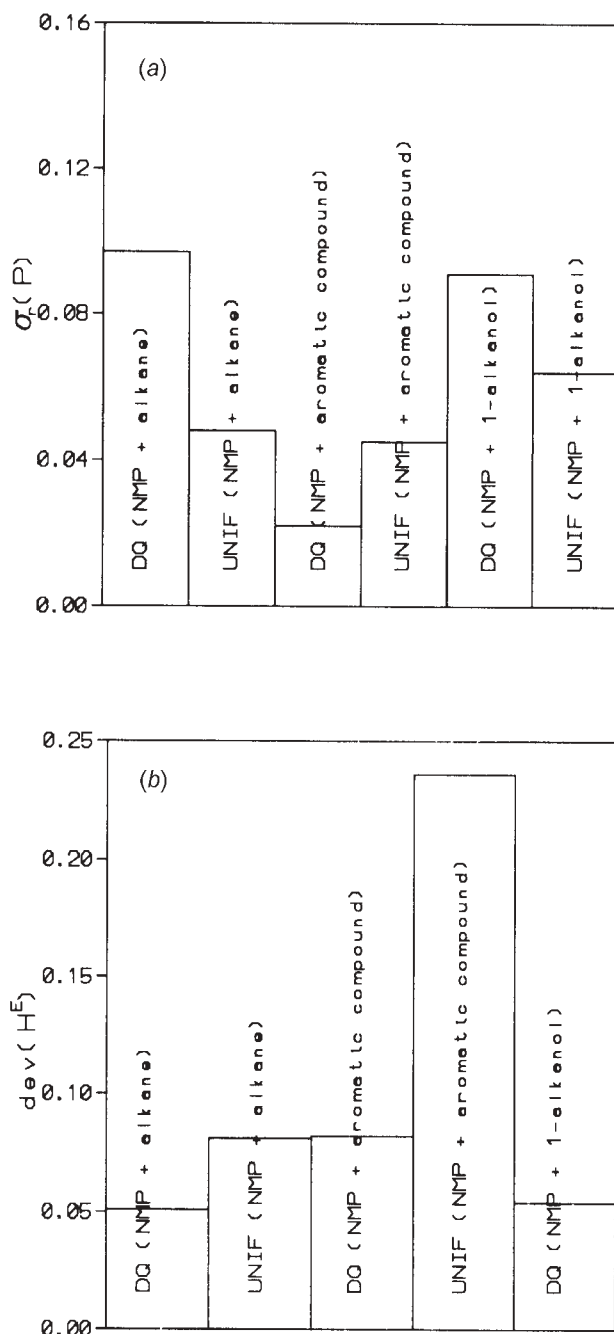 0.16
(a)
0.12
σr(P)
0.08
0.04
0.00
DQ (NMP + alkane)
UNIF (NMP + alkane)
DQ (NMP + aromatic compound)
UNIF (NMP + aromatic compound)
DQ (NMP + 1-alkanol)
UNIF (NMP + 1-alkanol)
0.25
(b)
0.20
0.15
dev(H^E)
0.10
0.05
0.00
DQ (NMP + alkane)
UNIF (NMP + alkane)
DQ (NMP + aromatic compound)
UNIF (NMP + aromatic compound)
DQ (NMP + 1-alkanol)